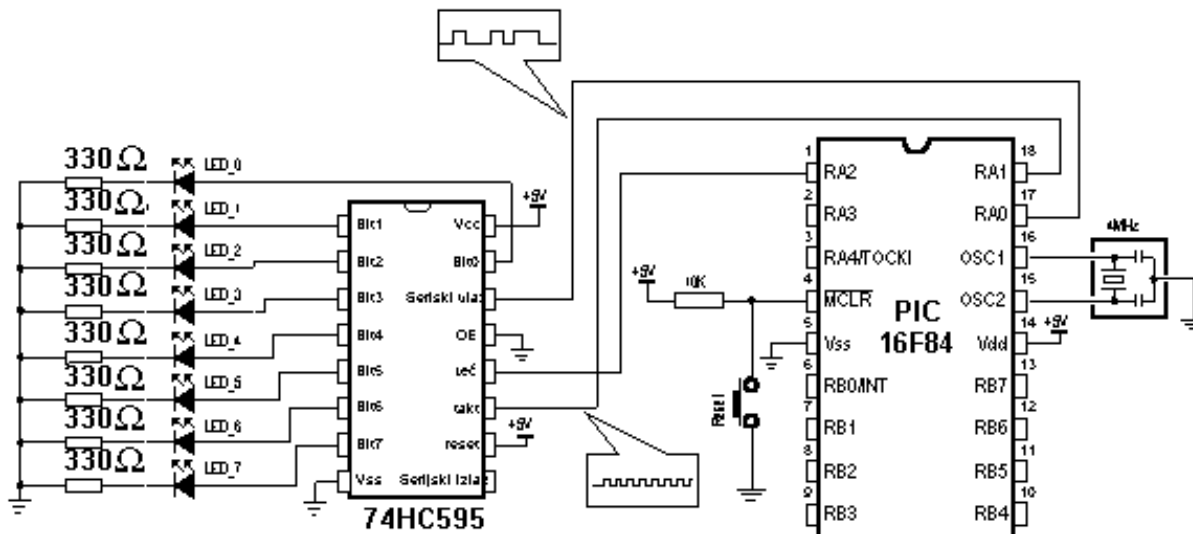 330Ω LED_0
330Ω LED_1
330Ω LED_2
330Ω LED_3
330Ω LED_4
330Ω LED_5
330Ω LED_6
330Ω LED_7
Bit1 Vcc +5V
Bit2 Bit0
Bit3 Serijski ulaz
Bit4 OE
Bit5 leč
Bit6 takt
Bit7 reset +5V
Vss Serijski izlaz
74HC595
+5V 10K
Reset
1 RA2 RA1 18
2 RA3 RA0 17
3 RA4/TOCKI OSC1 16
4 MCLR OSC2 15
5 Vss Vdd 14 +5V
6 RB0/INT RB7 13
7 RB1 RB6 12
8 RB2 RB5 11
9 RB3 RB4 10
PIC
16F84
4MHz